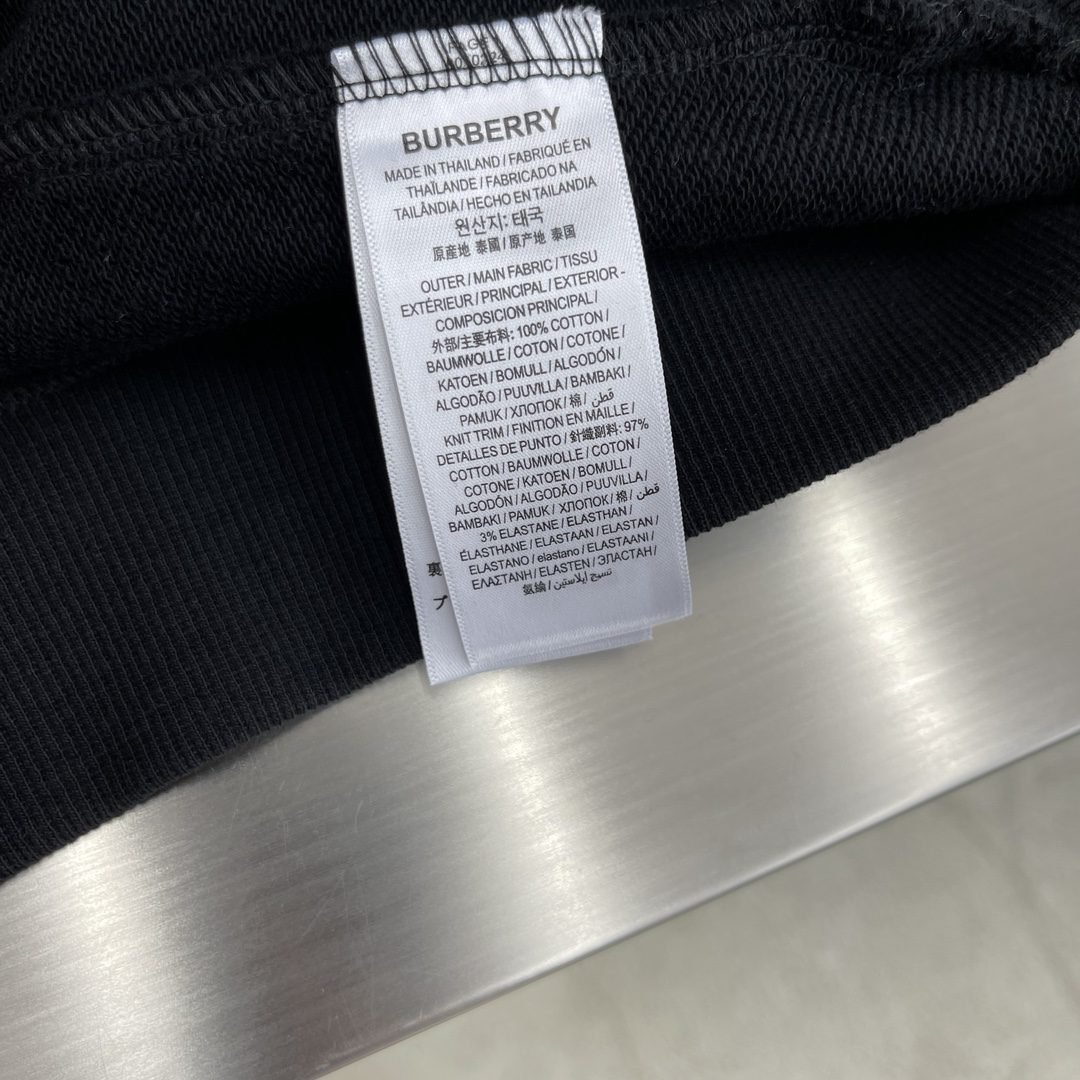 BURBERRY
MADE IN THAILAND / FABRIQUÉ EN
THAÏLANDE / FABRICADO NA
TAILÂNDIA / HECHO EN TAILANDIA
원산지: 태국
原産地 泰國 / 原产地 泰国
OUTER / MAIN FABRIC / TISSU
EXTÉRIEUR / PRINCIPAL / EXTERIOR -
COMPOSICION PRINCIPAL /
外部/主要布料: 100% COTTON /
BAUMWOLLE / COTON / COTONE /
KATOEN / BOMULL / ALGODÓN /
ALGODÃO / PUUVILLA / BAMBAKI /
PAMUK / ХЛОПОК / 棉 / قطن
KNIT TRIM / FINITION EN MAILLE /
DETALLES DE PUNTO / 針織副料: 97%
COTTON / BAUMWOLLE / COTON /
COTONE / KATOEN / BOMULL /
ALGODÓN / ALGODÃO / PUUVILLA /
BAMBAKI / PAMUK / ХЛОПОК / 棉 / قطن
3% ELASTANE / ELASTHAN /
ÉLASTHANE / ELASTAAN / ELASTAN /
ELASTANO / elastano / ELASTAANI /
ΕΛΑΣΤΑΝΗ / ELASTEN / ЭЛАСТАН /
氨綸 / نسيج إيلاستين
裏
プ